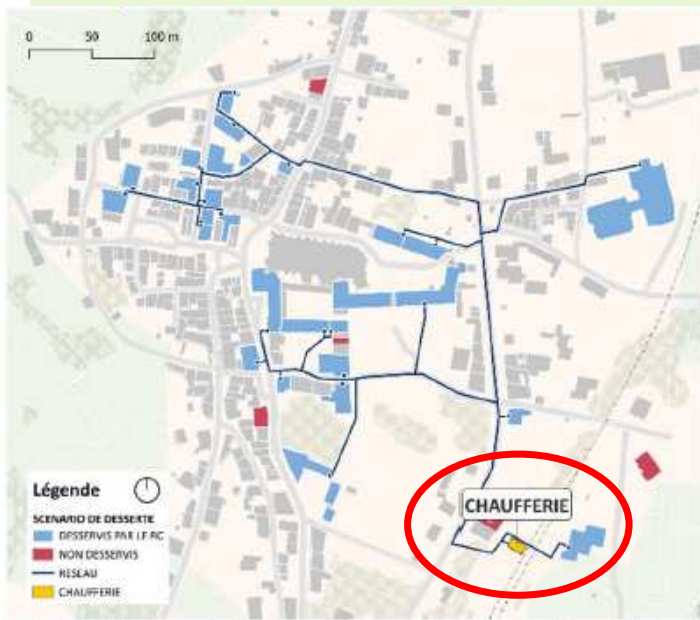 0 50 100 m
CHAUFFERIE
Légende
SCENARIO DE DESSERTE
DESSERVIS PAR LE RC
NON DESSERVIS
RESEAU
CHAUFFERIE